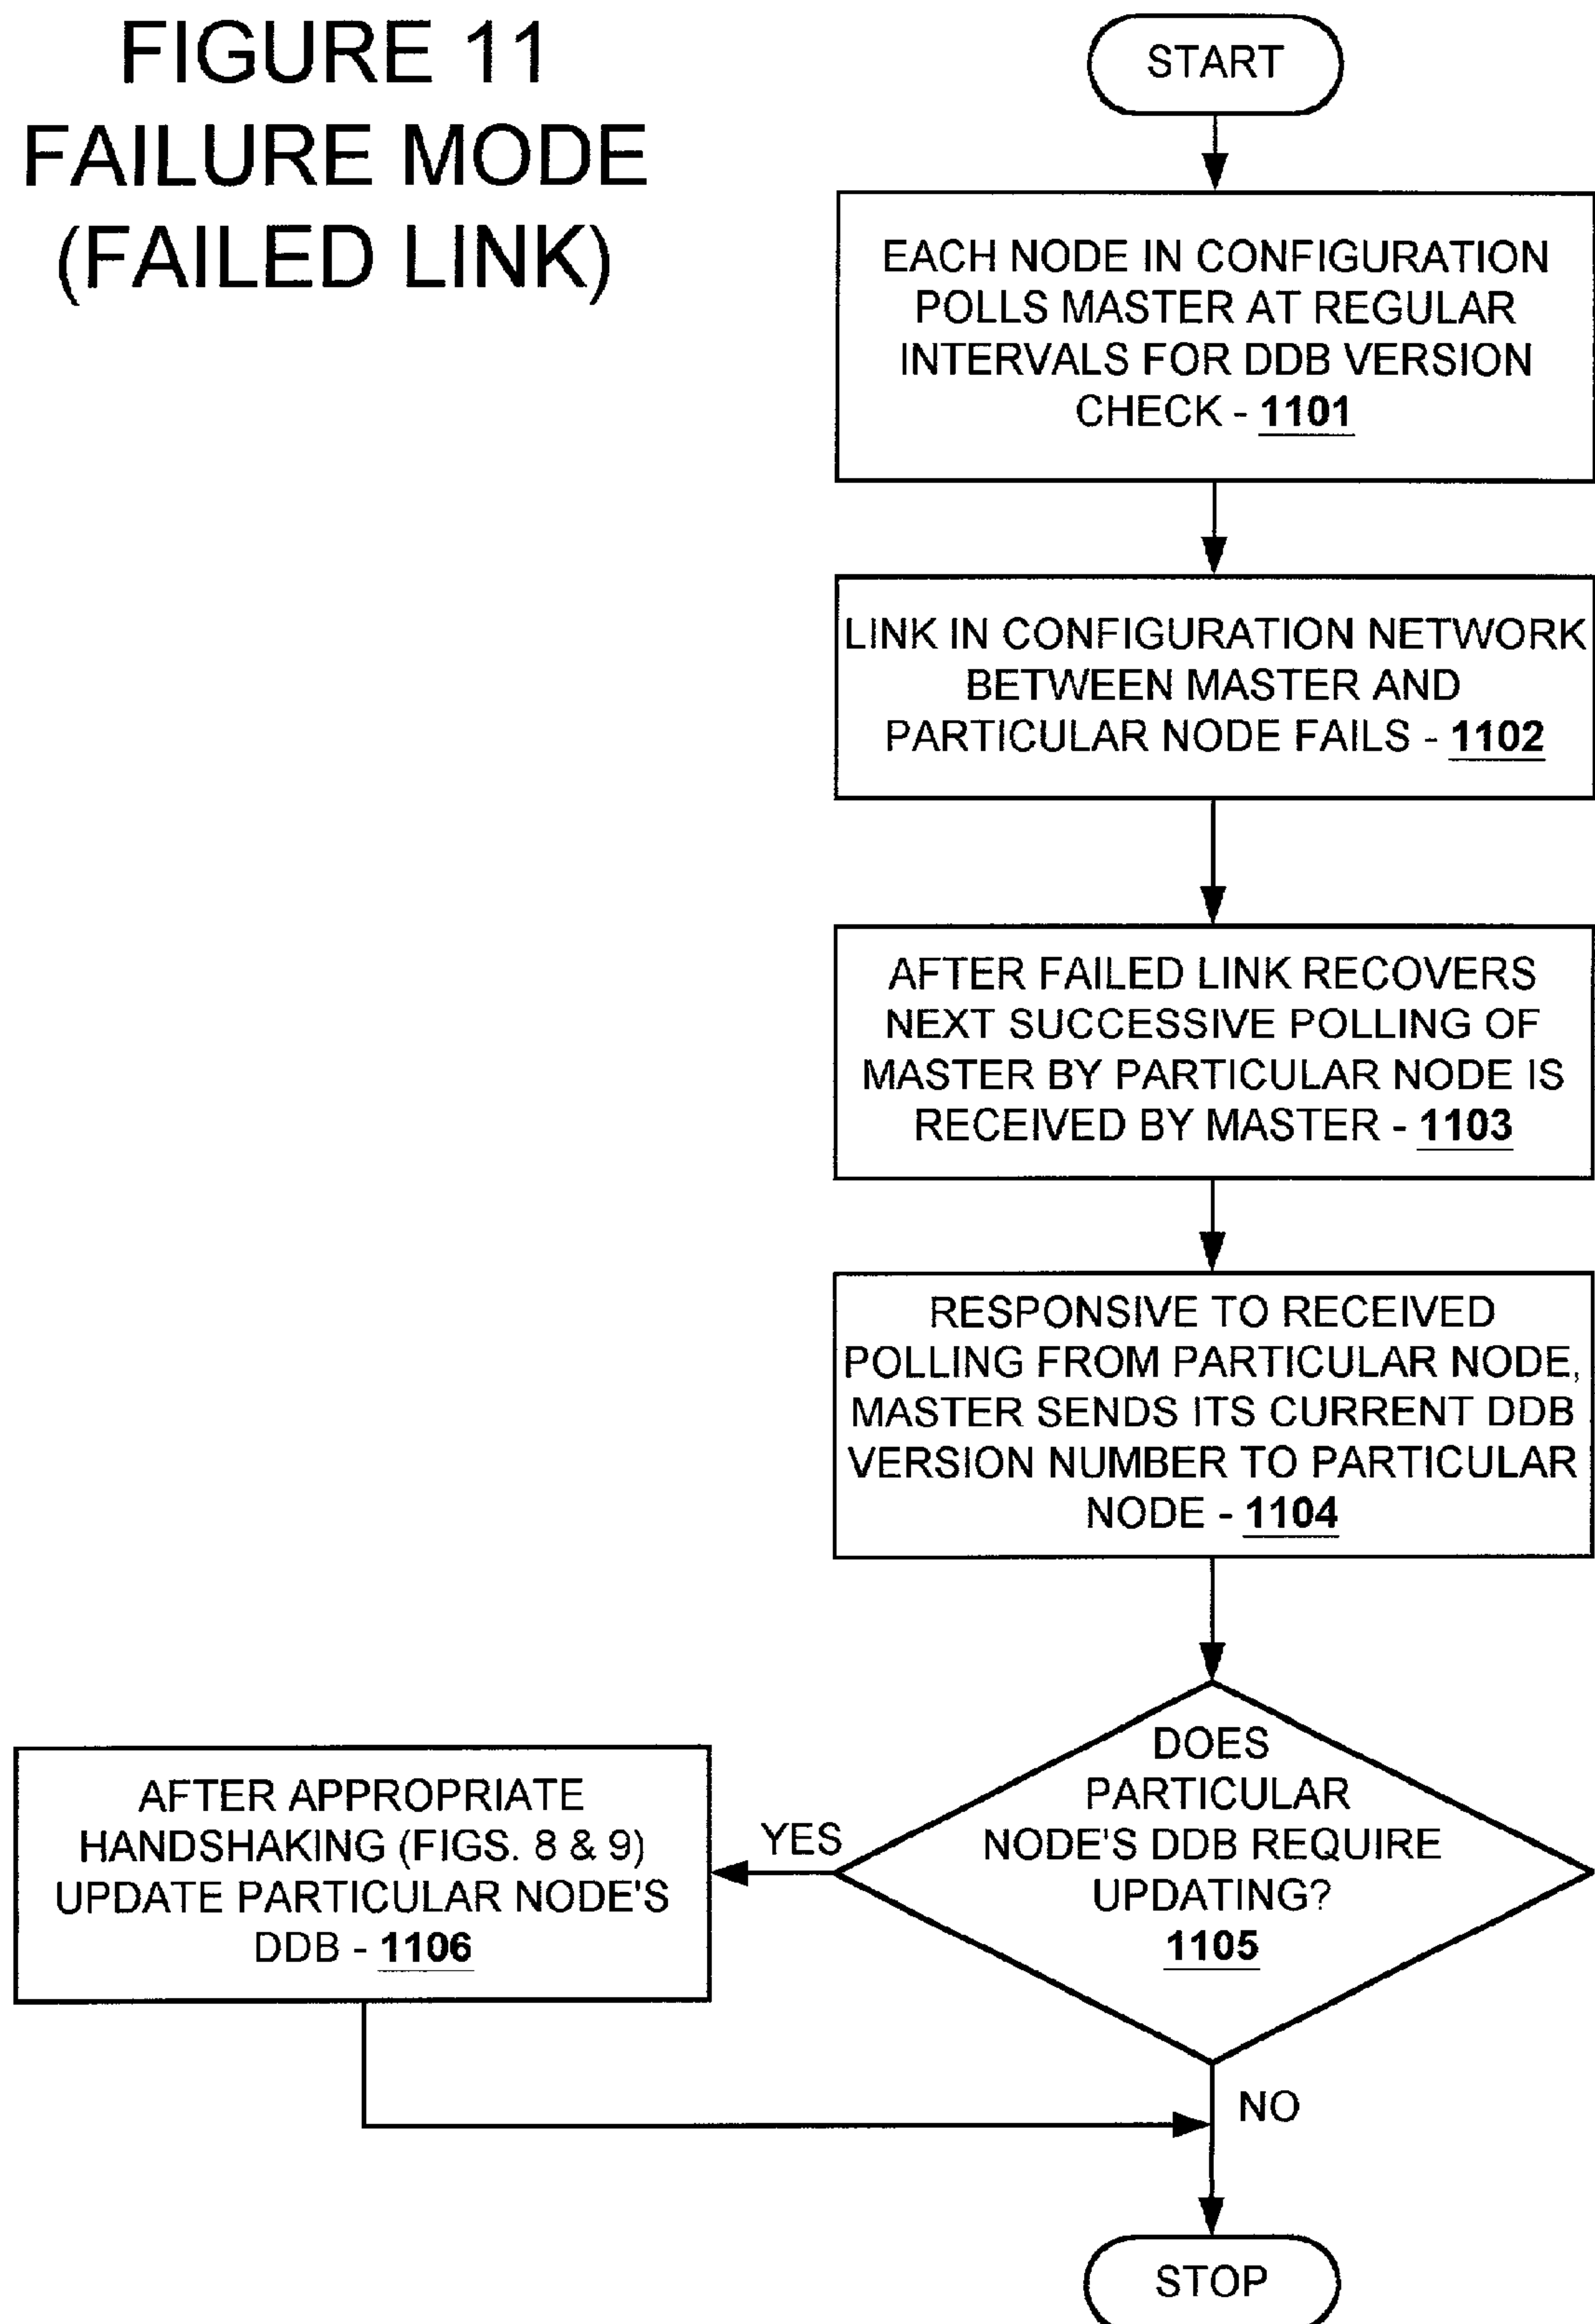 FIGURE 11
FAILURE MODE
(FAILED LINK)
START
EACH NODE IN CONFIGURATION
POLLS MASTER AT REGULAR
INTERVALS FOR DDB VERSION
CHECK - 1101
LINK IN CONFIGURATION NETWORK
BETWEEN MASTER AND
PARTICULAR NODE FAILS - 1102
AFTER FAILED LINK RECOVERS
NEXT SUCCESSIVE POLLING OF
MASTER BY PARTICULAR NODE IS
RECEIVED BY MASTER - 1103
RESPONSIVE TO RECEIVED
POLLING FROM PARTICULAR NODE,
MASTER SENDS ITS CURRENT DDB
VERSION NUMBER TO PARTICULAR
NODE - 1104
DOES
PARTICULAR
NODE'S DDB REQUIRE
UPDATING?
1105
YES
AFTER APPROPRIATE
HANDSHAKING (FIGS. 8 & 9)
UPDATE PARTICULAR NODE'S
DDB - 1106
NO
STOP